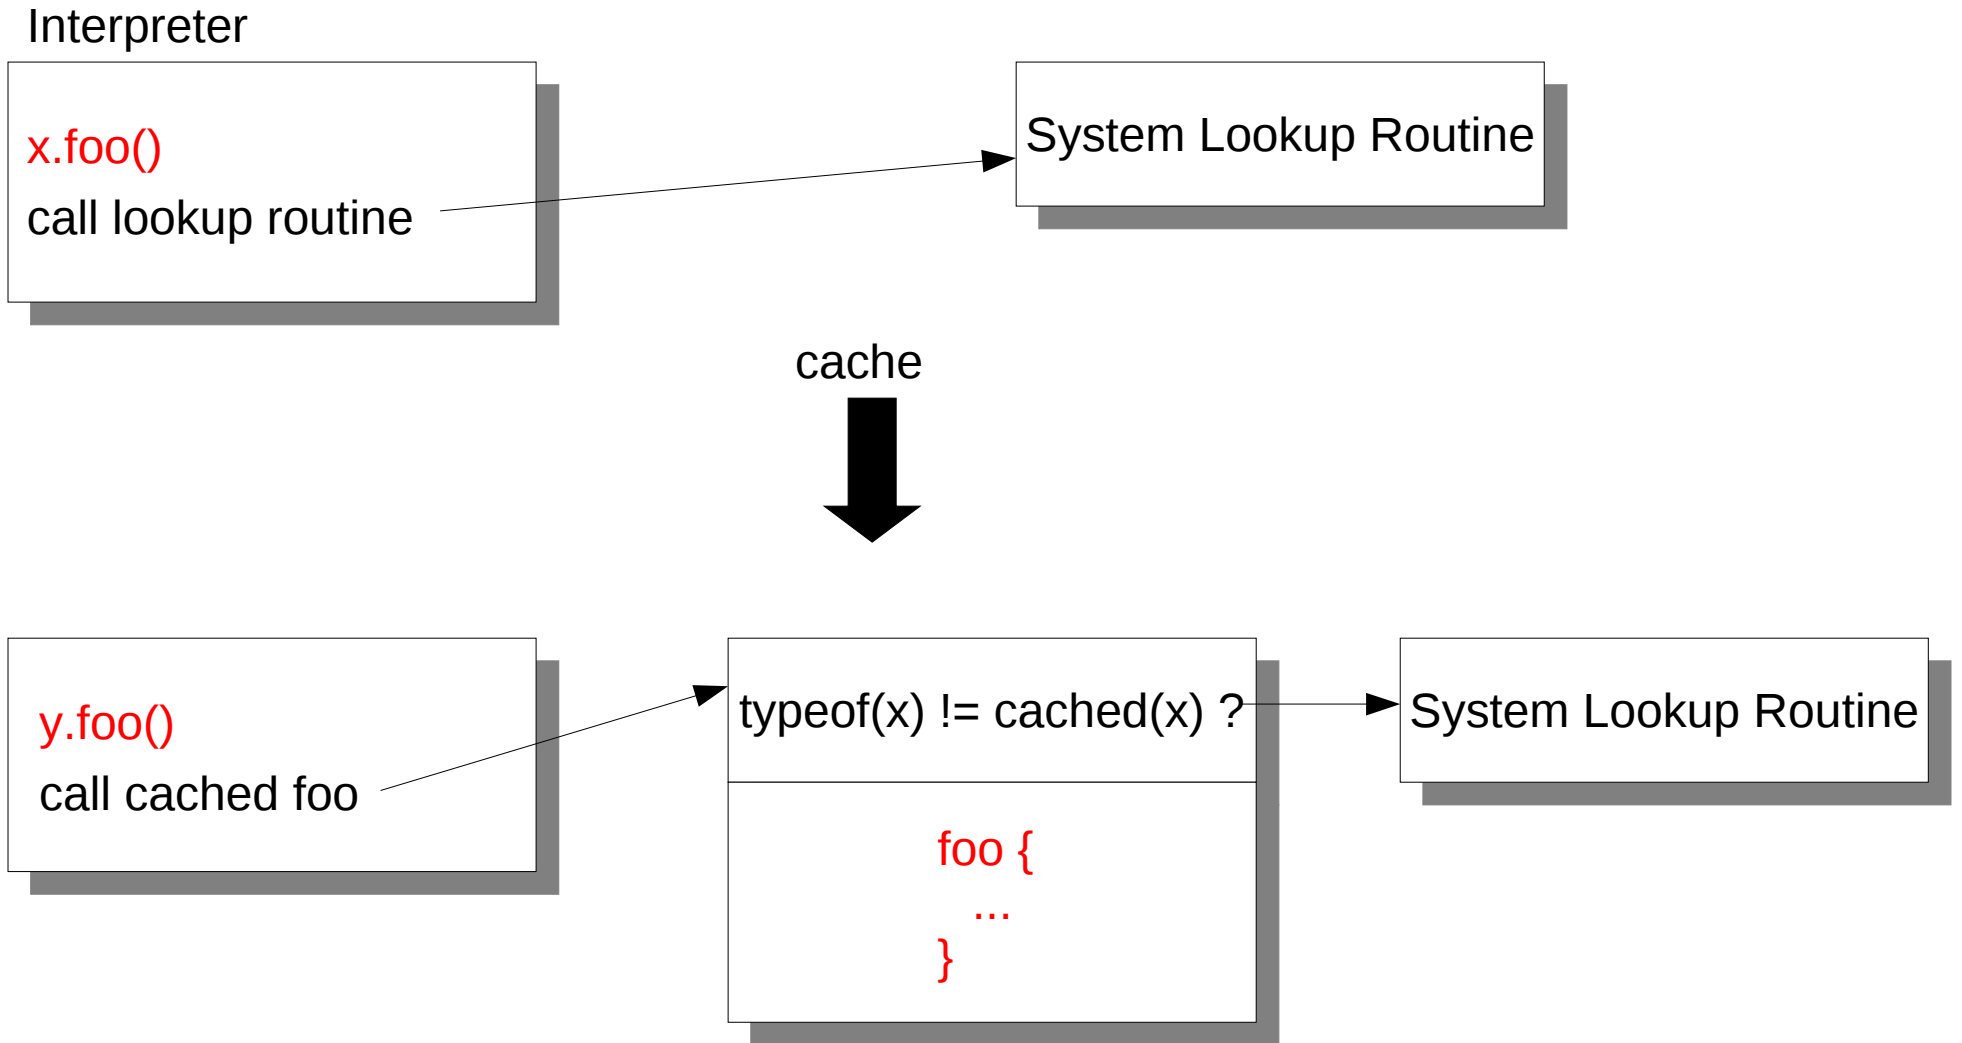 Interpreter
x.foo()
call lookup routine
System Lookup Routine
cache
y.foo()
call cached foo
typeof(x) != cached(x) ?
foo {
...
}
System Lookup Routine